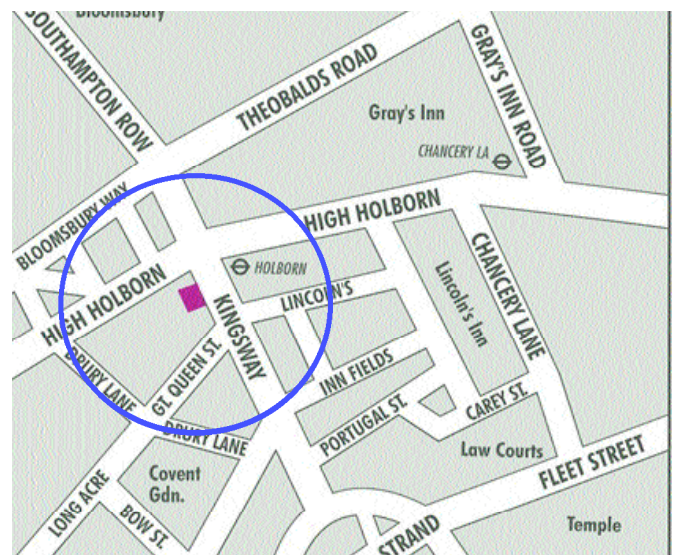 Bloomsbury
SOUTHAMPTON ROW
THEOBALDS ROAD
GRAY'S INN ROAD
Gray's Inn
CHANCERY LA
BLOOMSBURY WAY
HIGH HOLBORN
HOLBORN
LINCOLN'S
Lincoln's Inn
CHANCERY LANE
HIGH HOLBORN
KINGSWAY
DRURY LANE
GT. QUEEN ST.
INN FIELDS
DRURY LANE
PORTUGAL ST.
CAREY ST.
Law Courts
FLEET STREET
Covent
Gdn.
LONG ACRE
BOW ST.
STRAND
Temple